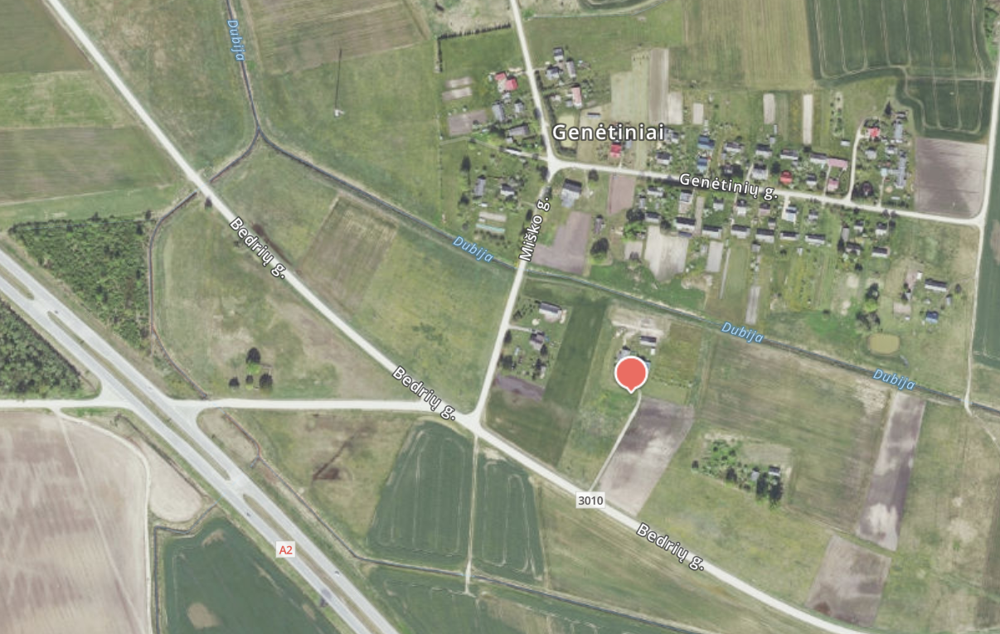 Dubija
Genėtiniai
Genėtinių g.
Miško g.
Bedrių g.
Dubija
Dubija
Bedrių g.
Dubija
3010
Bedrių g.
A2